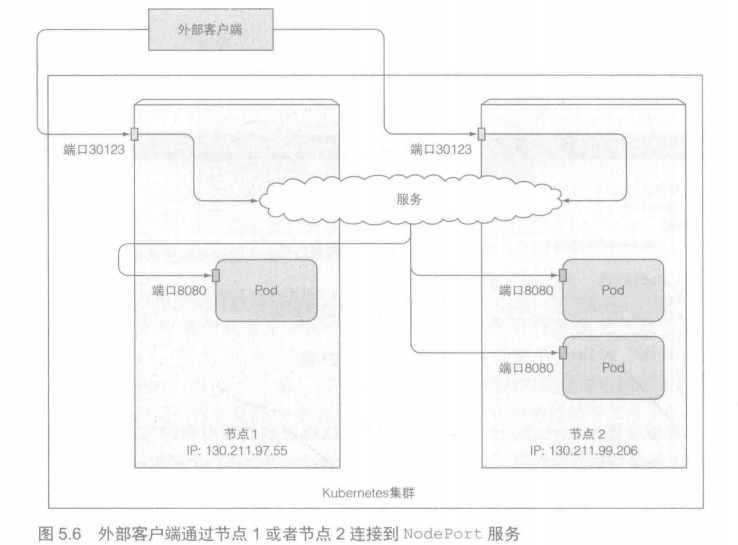 外部客户端
端口30123
端口30123
服务
端口8080
Pod
端口8080
Pod
端口8080
Pod
节点 1
IP: 130.211.97.55
节点 2
IP: 130.211.99.206
Kubernetes集群
图 5.6 外部客户端通过节点 1 或者节点 2 连接到 NodePort 服务